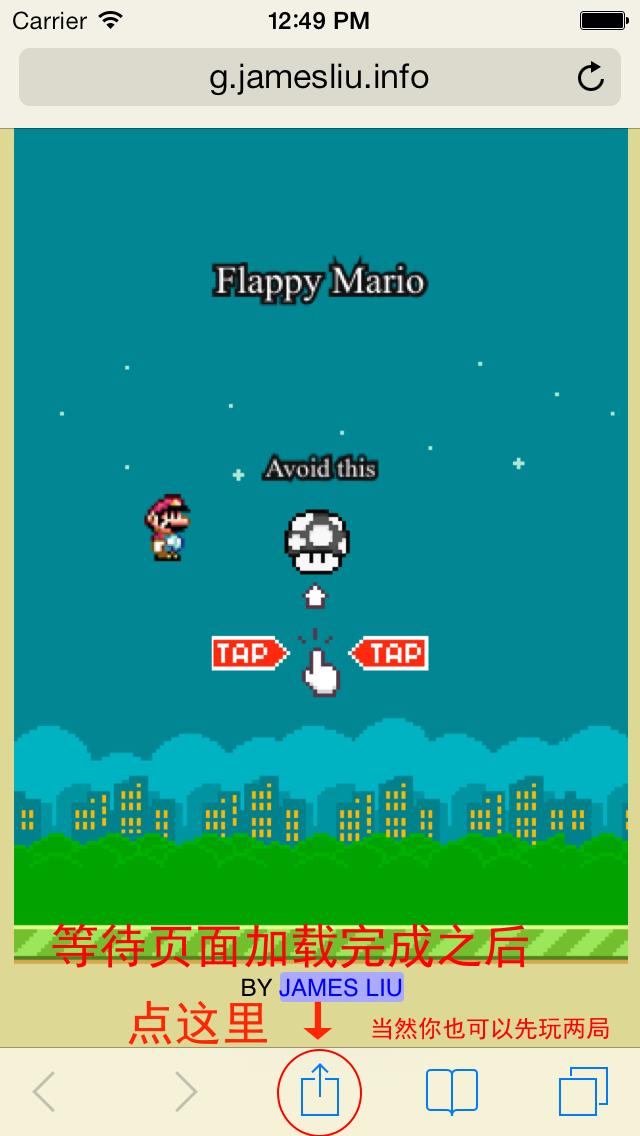 Carrier 12:49 PM
g.jamesliu.info
Flappy Mario
Avoid this
TAP TAP
等待页面加载完成之后
BY JAMES LIU
点这里 当然你也可以先玩两局